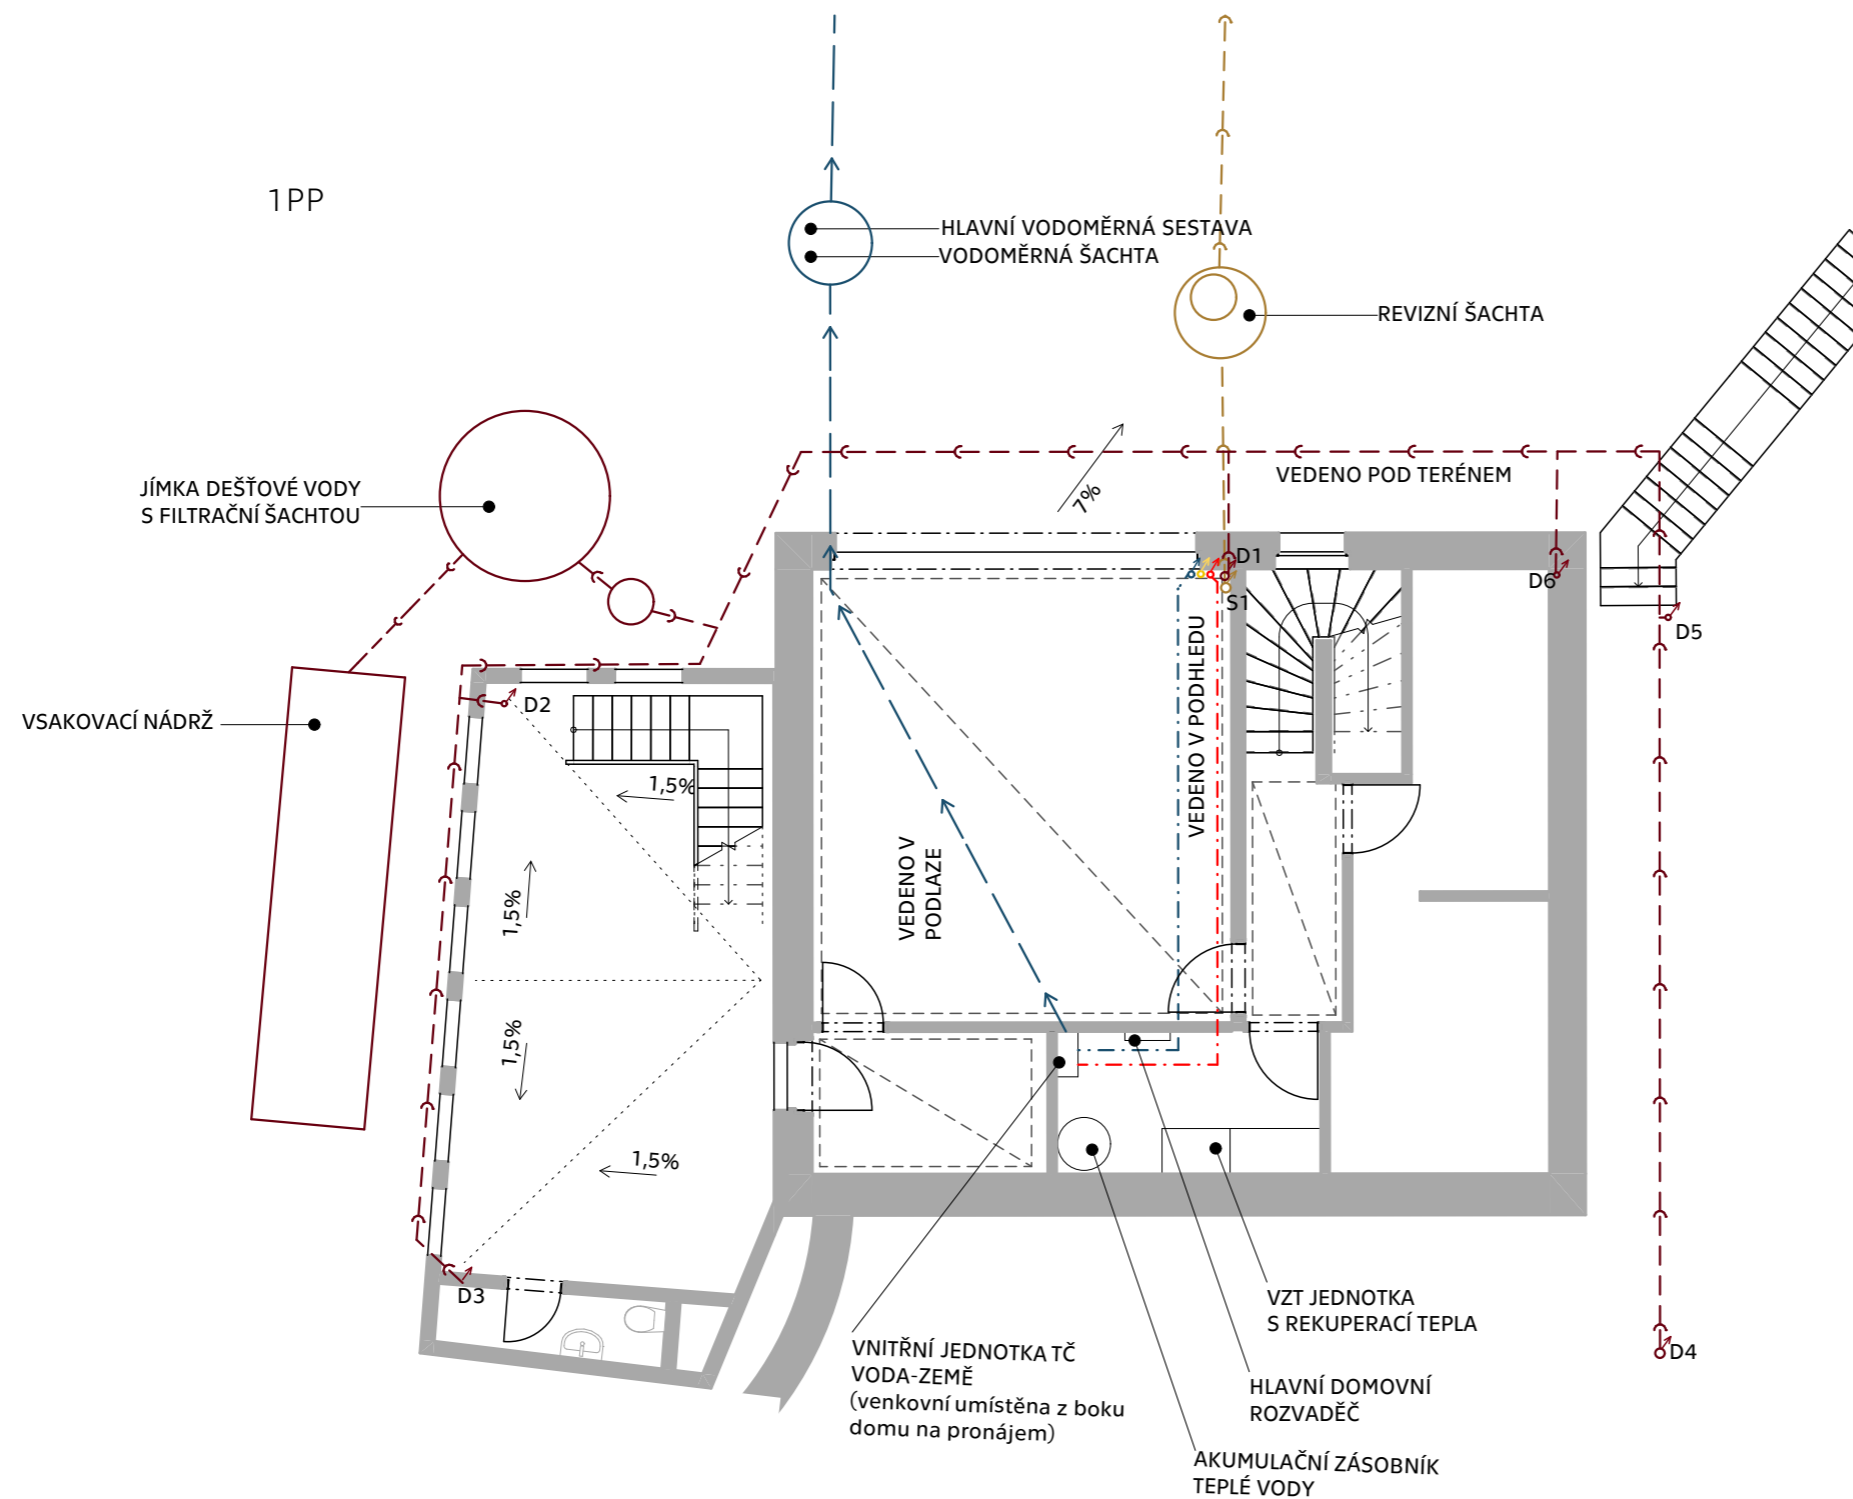 1PP
HLAVNÍ VODOMĚRNÁ SESTAVA
VODOMĚRNÁ ŠACHTA
REVIZNÍ ŠACHTA
JÍMKA DEŠŤOVÉ VODY
S FILTRAČNÍ ŠACHTOU
7%
VEDENO POD TERÉNEM
D1
S1
D6
D5
VSAKOVACÍ NÁDRŽ
D2
VEDENO V PODHLEDU
1,5%
VEDENO V
PODLAZE
1,5%
1,5%
1,5%
D3
VZT JEDNOTKA
S REKUPERACÍ TEPLA
D4
VNITŘNÍ JEDNOTKA TČ
VODA-ZEMĚ
(venkovní umístěna z boku
domu na pronájem)
HLAVNÍ DOMOVNÍ
ROZVADĚČ
AKUMULAČNÍ ZÁSOBNÍK
TEPLÉ VODY